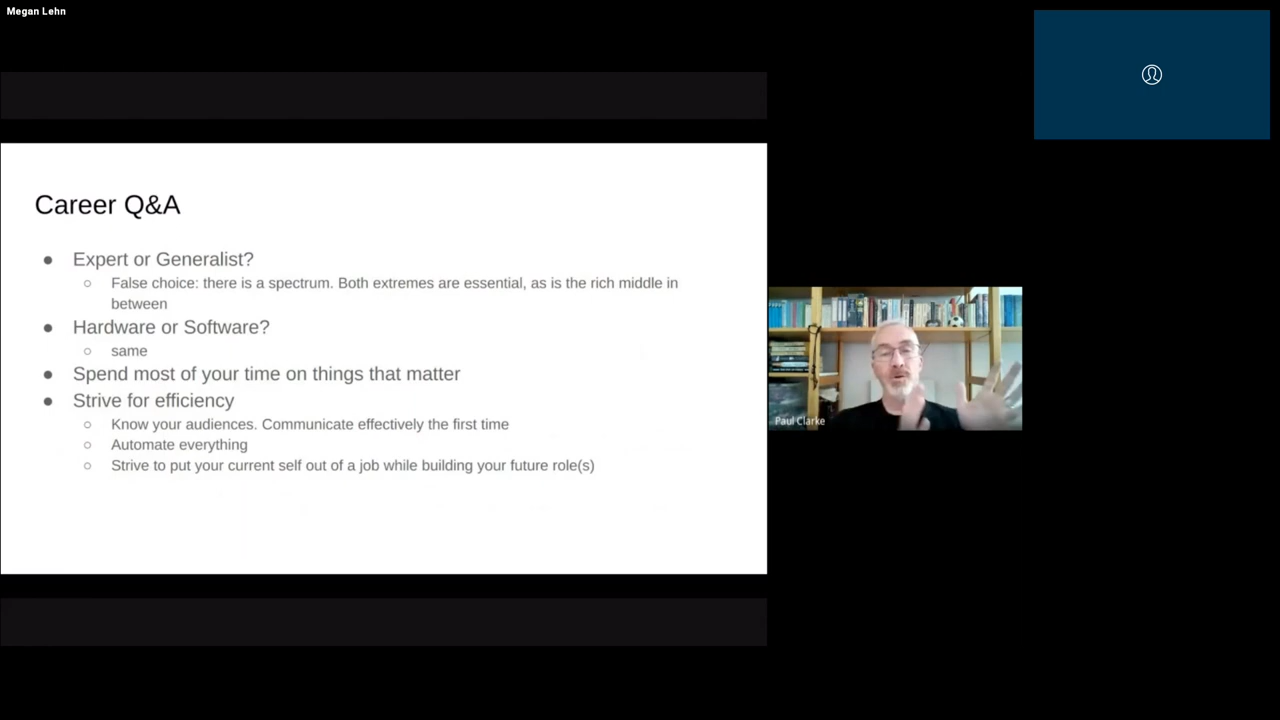 Megan Lehn
Career Q&A
● Expert or Generalist?
○ False choice: there is a spectrum. Both extremes are essential, as is the rich middle in
between
● Hardware or Software?
○ same
● Spend most of your time on things that matter
● Strive for efficiency
○ Know your audiences. Communicate effectively the first time
○ Automate everything
○ Strive to put your current self out of a job while building your future role(s)
Paul Clarke